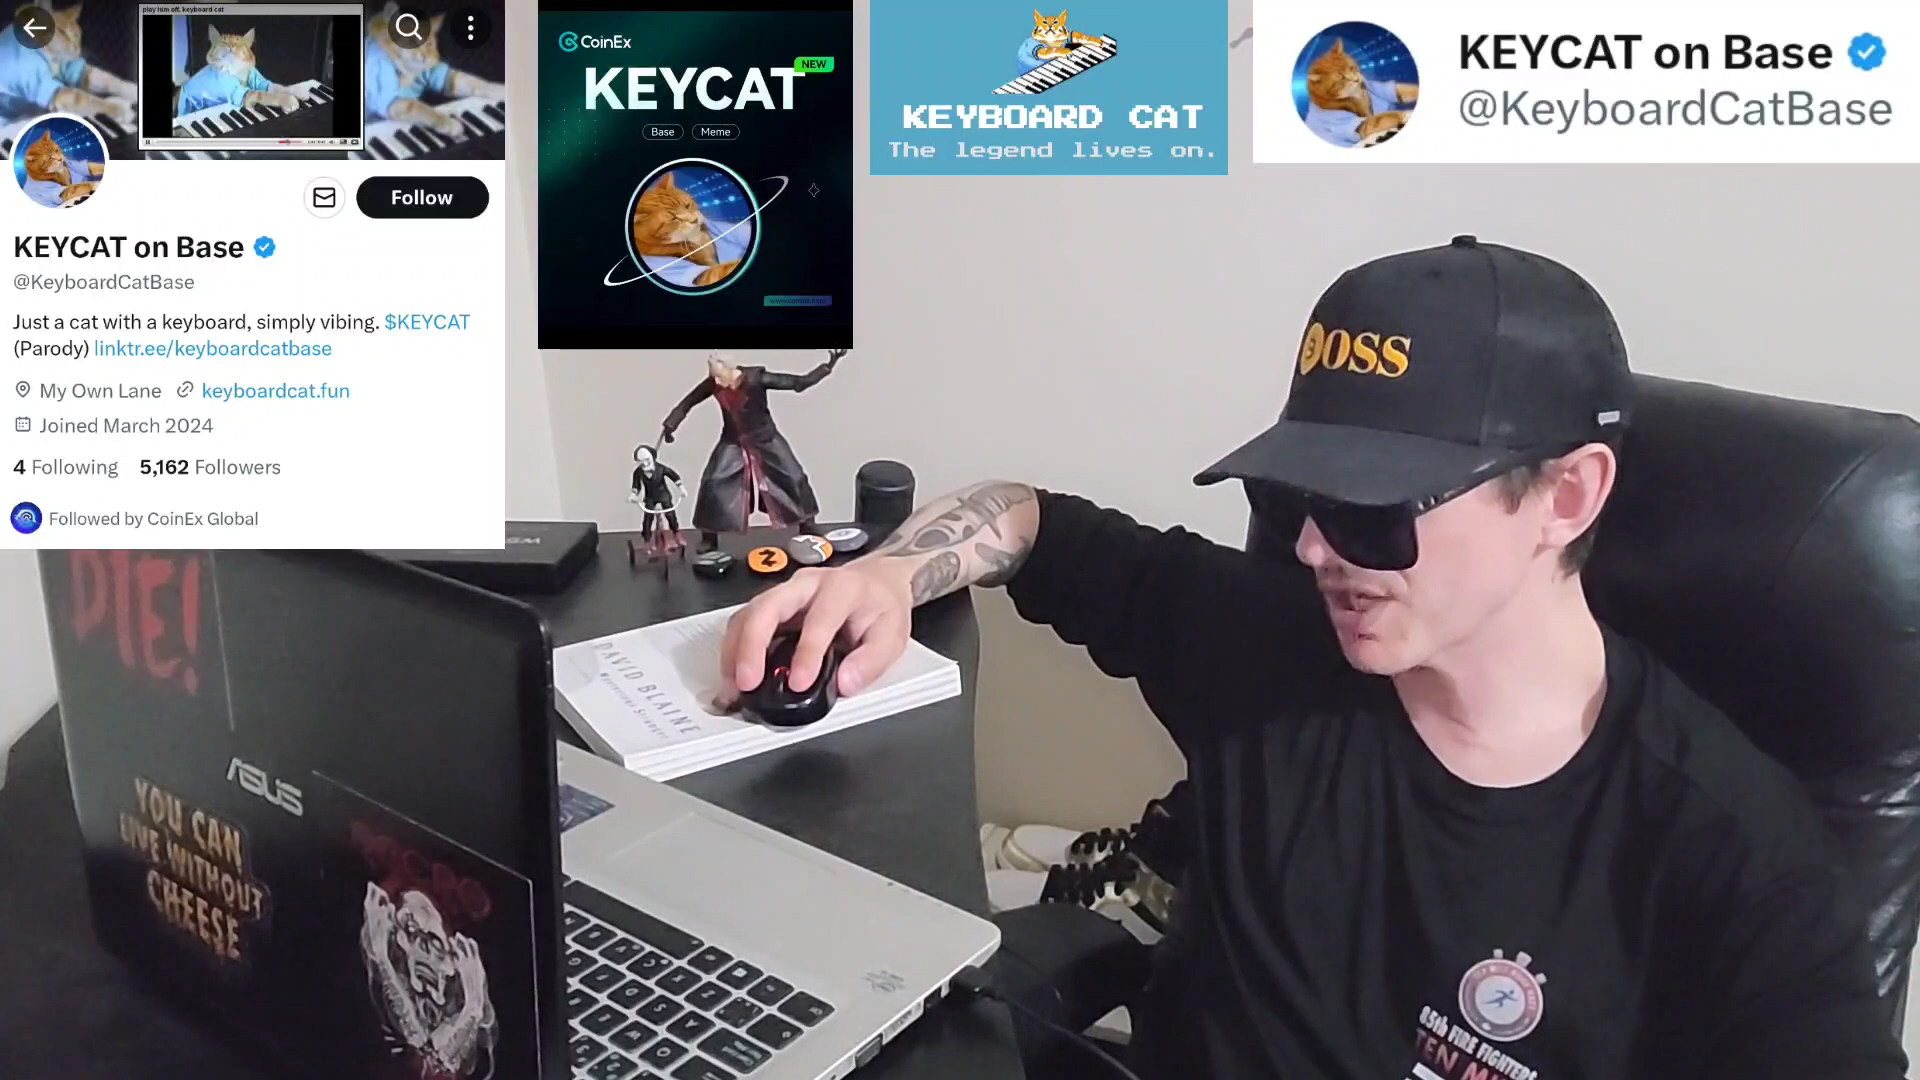 play him off, keyboard cat
Follow
KEYCAT on Base
@KeyboardCatBase
Just a cat with a keyboard, simply vibing. $KEYCAT
(Parody) linktr.ee/keyboardcatbase
My Own Lane keyboardcat.fun
Joined March 2024
4 Following 5,162 Followers
Followed by CoinEx Global
CoinEx
NEW
KEYCAT
Base Meme
KEYBOARD CAT
The legend lives on.
KEYCAT on Base
@KeyboardCatBase
BOSS
DIE!
DAVID BLAINE
Mysterious Stranger
ASUS
YOU CAN
LIVE WITHOUT
CHEESE
85th FIRE FIGHTERS